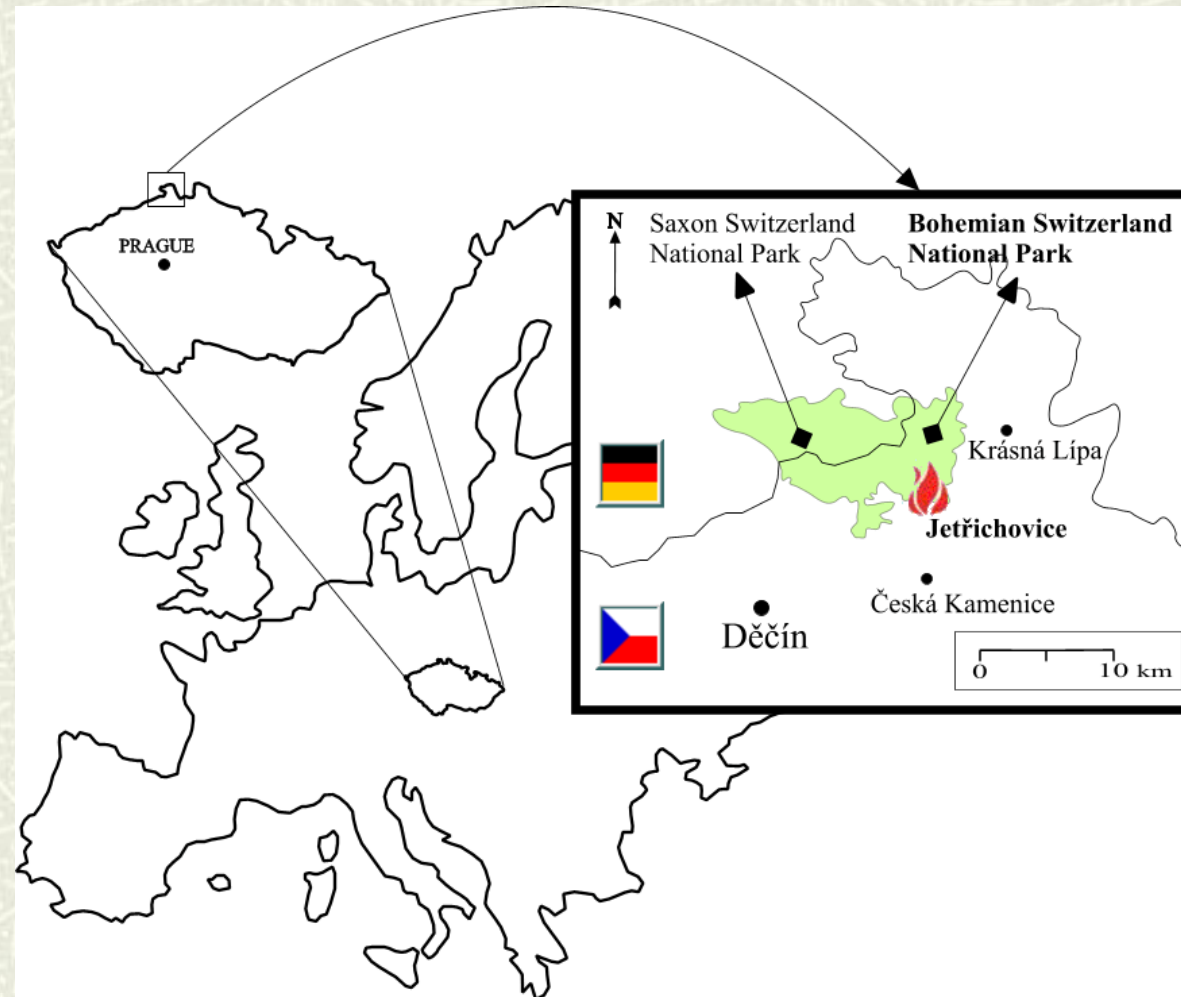 PRAGUE
N
Saxon Switzerland
National Park
Bohemian Switzerland
National Park
Krásná Lípa
Jetřichovice
Česká Kamenice
Děčín
0 10 km